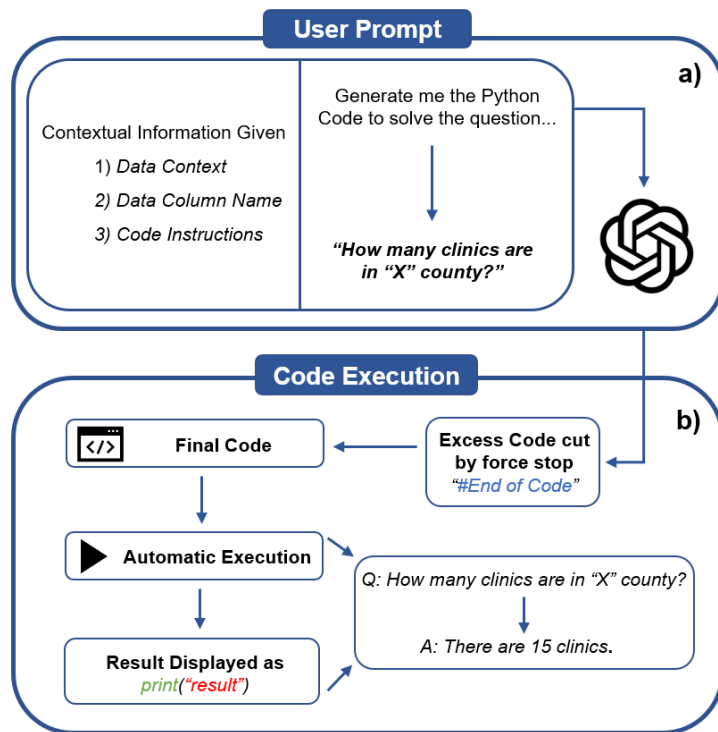 User Prompt
a)
Contextual Information Given
1) Data Context
2) Data Column Name
3) Code Instructions
Generate me the Python
Code to solve the question...
“How many clinics are
in “X” county?”
Code Execution
b)
</> Final Code
Excess Code cut
by force stop
“#End of Code”
Automatic Execution
Q: How many clinics are in “X” county?
A: There are 15 clinics.
Result Displayed as
print(“result”)